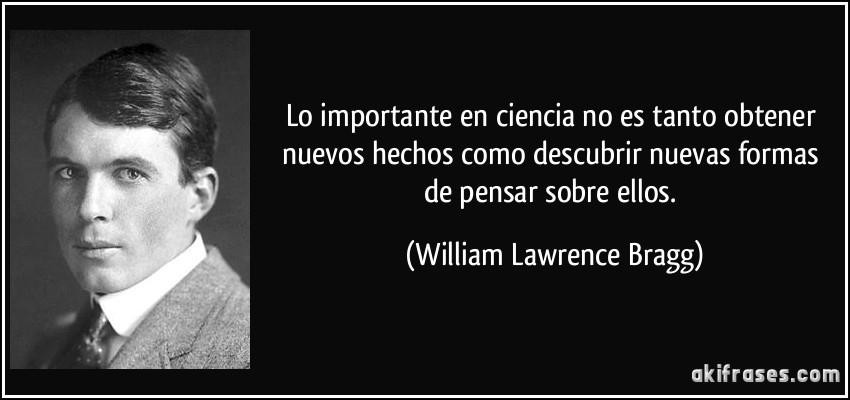 Lo importante en ciencia no es tanto obtener
nuevos hechos como descubrir nuevas formas
de pensar sobre ellos.
(William Lawrence Bragg)
akifrases.com